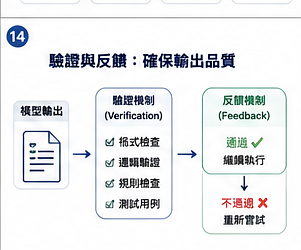 14
驗證與反饋：確保輸出品質
模型輸出
驗證機制
(Verification)
格式檢查
邏輯驗證
規則檢查
測試用例
反饋機制
(Feedback)
通過
繼續執行
不通過
重新嘗試